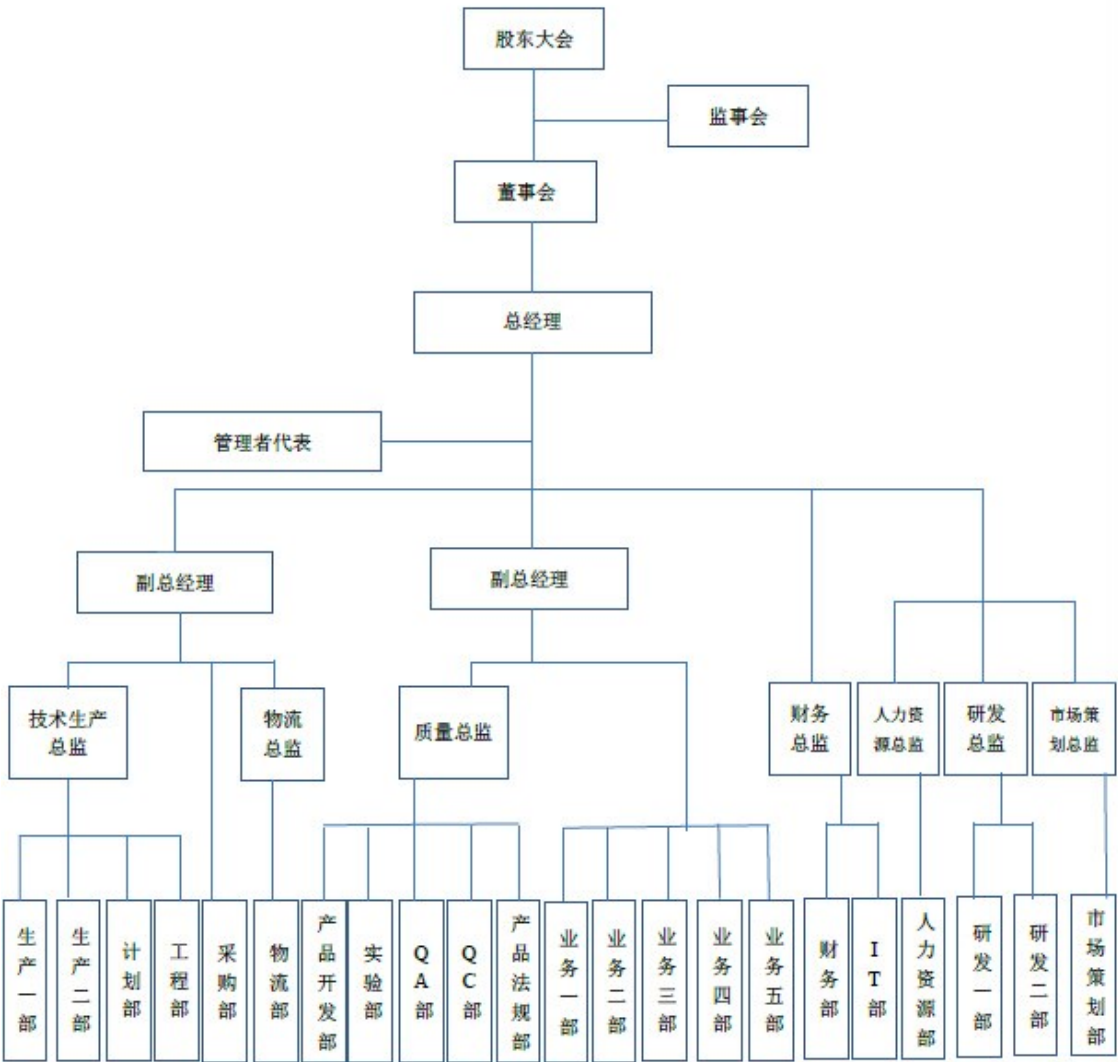 股东大会
监事会
董事会
总经理
管理者代表
副总经理
副总经理
技术生产
总监
物流
总监
质量总监
财务
总监
人力资
源总监
研发
总监
市场策
划总监
生产一部
生产二部
计划部
工程部
采购部
物流部
产品开发部
实验部
QA部
QC部
产品法规部
业务一部
业务二部
业务三部
业务四部
业务五部
财务部
IT部
人力资源部
研发一部
研发二部
市场策划部